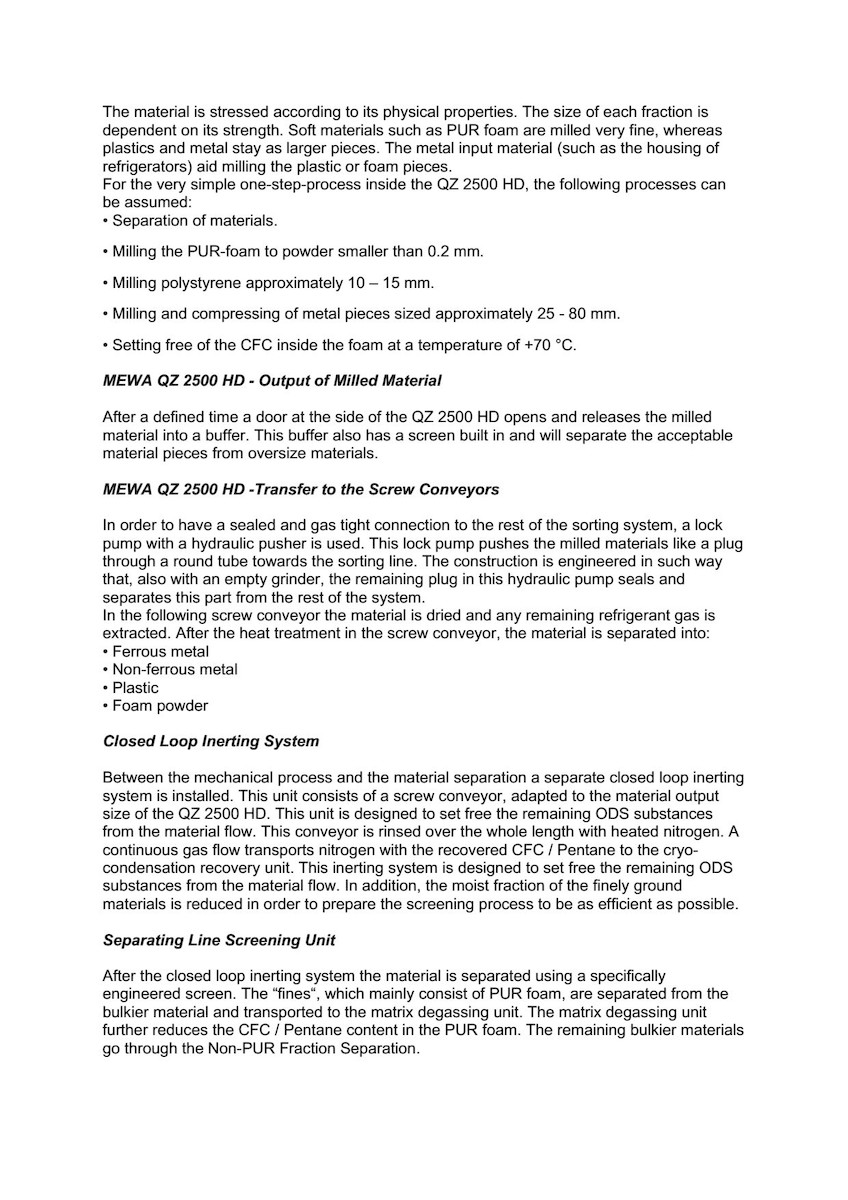 The material is stressed according to its physical properties. The size of each fraction is
dependent on its strength. Soft materials such as PUR foam are milled very fine, whereas
plastics and metal stay as larger pieces. The metal input material (such as the housing of
refrigerators) aid milling the plastic or foam pieces.
For the very simple one-step-process inside the QZ 2500 HD, the following processes can
be assumed:
• Separation of materials.
• Milling the PUR-foam to powder smaller than 0.2 mm.
• Milling polystyrene approximately 10 – 15 mm.
• Milling and compressing of metal pieces sized approximately 25 - 80 mm.
• Setting free of the CFC inside the foam at a temperature of +70 °C.
MEWA QZ 2500 HD - Output of Milled Material
After a defined time a door at the side of the QZ 2500 HD opens and releases the milled
material into a buffer. This buffer also has a screen built in and will separate the acceptable
material pieces from oversize materials.
MEWA QZ 2500 HD -Transfer to the Screw Conveyors
In order to have a sealed and gas tight connection to the rest of the sorting system, a lock
pump with a hydraulic pusher is used. This lock pump pushes the milled materials like a plug
through a round tube towards the sorting line. The construction is engineered in such way
that, also with an empty grinder, the remaining plug in this hydraulic pump seals and
separates this part from the rest of the system.
In the following screw conveyor the material is dried and any remaining refrigerant gas is
extracted. After the heat treatment in the screw conveyor, the material is separated into:
• Ferrous metal
• Non-ferrous metal
• Plastic
• Foam powder
Closed Loop Inerting System
Between the mechanical process and the material separation a separate closed loop inerting
system is installed. This unit consists of a screw conveyor, adapted to the material output
size of the QZ 2500 HD. This unit is designed to set free the remaining ODS substances
from the material flow. This conveyor is rinsed over the whole length with heated nitrogen. A
continuous gas flow transports nitrogen with the recovered CFC / Pentane to the cryo-
condensation recovery unit. This inerting system is designed to set free the remaining ODS
substances from the material flow. In addition, the moist fraction of the finely ground
materials is reduced in order to prepare the screening process to be as efficient as possible.
Separating Line Screening Unit
After the closed loop inerting system the material is separated using a specifically
engineered screen. The “fines“, which mainly consist of PUR foam, are separated from the
bulkier material and transported to the matrix degassing unit. The matrix degassing unit
further reduces the CFC / Pentane content in the PUR foam. The remaining bulkier materials
go through the Non-PUR Fraction Separation.